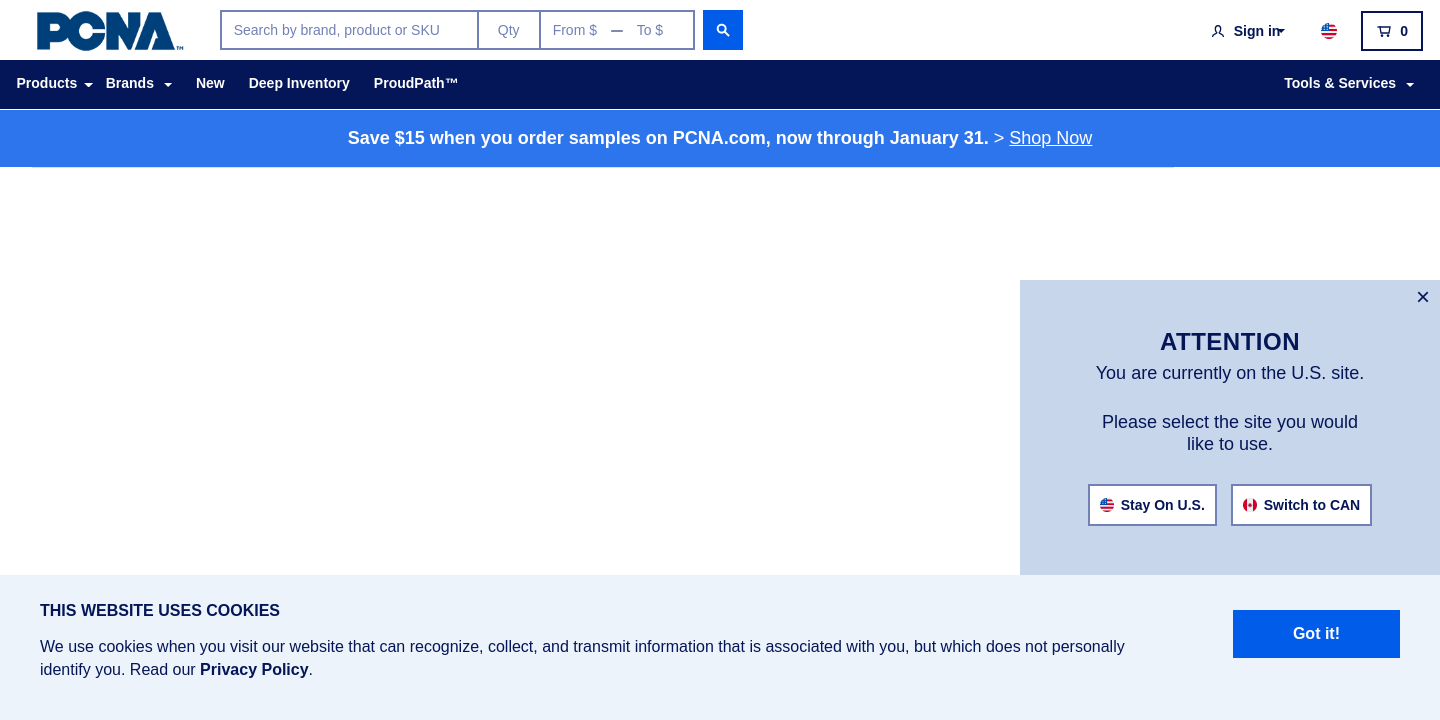 PCNA™
Search by brand, product or SKU
Qty
From $ — To $
Sign in
0
Products
Brands
New
Deep Inventory
ProudPath™
Tools & Services
Save $15 when you order samples on PCNA.com, now through January 31. > Shop Now
×
ATTENTION
You are currently on the U.S. site.
Please select the site you would
like to use.
Stay On U.S.
Switch to CAN
THIS WEBSITE USES COOKIES
We use cookies when you visit our website that can recognize, collect, and transmit information that is associated with you, but which does not personally
identify you. Read our Privacy Policy.
Got it!